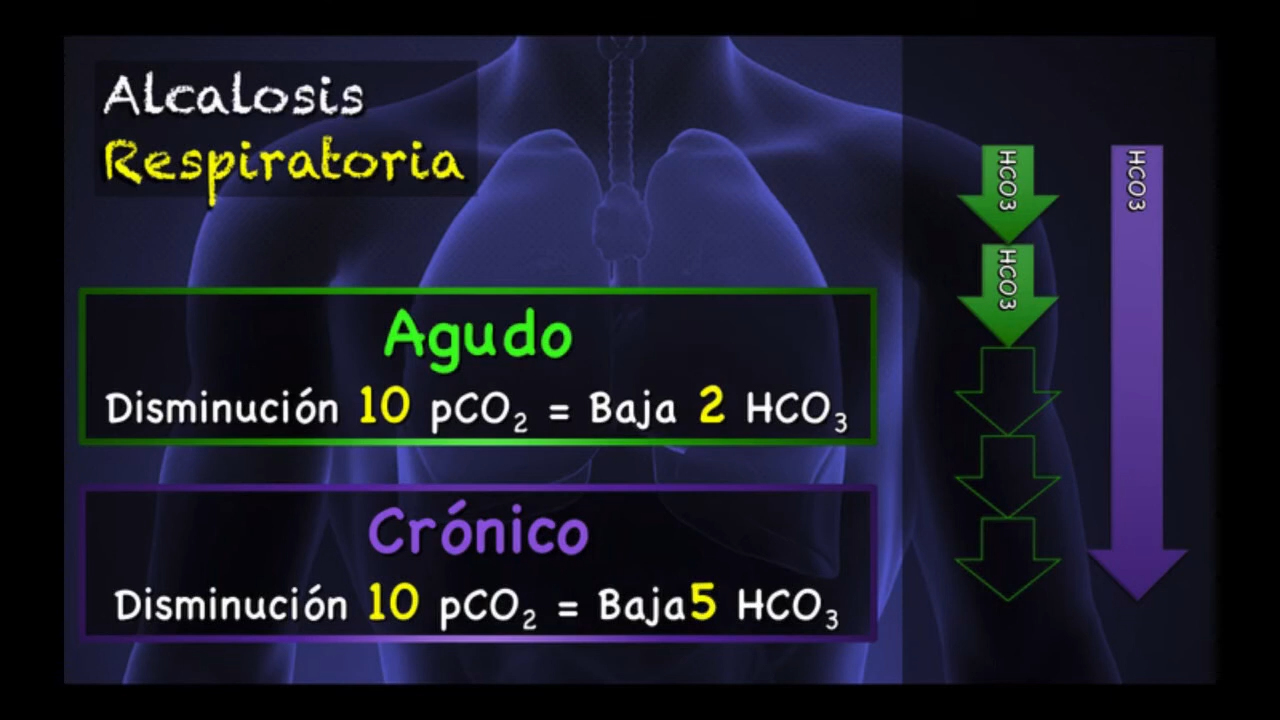 Alcalosis
Respiratoria
Agudo
Disminución 10 pCO₂ = Baja 2 HCO₃
Crónico
Disminución 10 pCO₂ = Baja5 HCO₃
HCO3
HCO3
HCO3